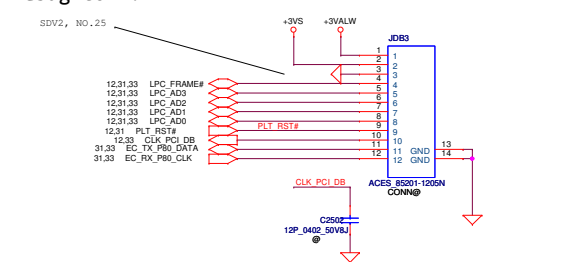 SDV2, NO.25
+3VS
+3VALW
JDB3
1 1
2 2
3 3
12,31,33 LPC_FRAME# 4 4
12,31,33 LPC_AD3 5 5
12,31,33 LPC_AD2 6 6
12,31,33 LPC_AD1 7 7
12,31,33 LPC_AD0 8 8
12,31 PLT_RST# PLT_RST# 9 9
12,33 CLK_PCI_DB 10 10
31,33 EC_TX_P80_DATA 11 11 GND 13
31,33 EC_RX_P80_CLK 12 12 GND 14
ACES_85201-1205N
CONN@
CLK_PCI_DB
C2502
12P_0402_50V8J
@